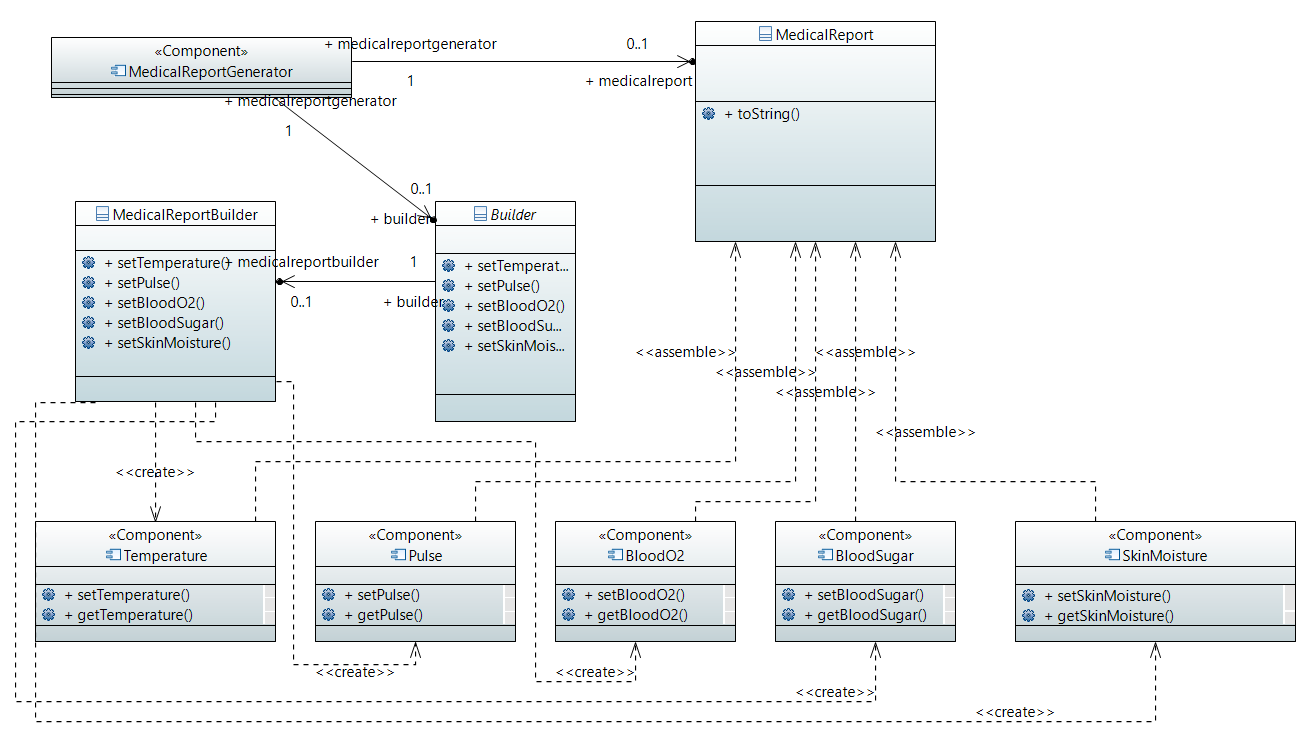 «Component»
MedicalReportGenerator
+ medicalreportgenerator
0..1
1
+ medicalreport
MedicalReport
+ toString()
+ medicalreportgenerator
1
0..1
+ builder
MedicalReportBuilder
+ setTemperature()
+ setPulse()
+ setBloodO2()
+ setBloodSugar()
+ setSkinMoisture()
+ medicalreportbuilder
1
0..1
+ builder
Builder
+ setTemperat...
+ setPulse()
+ setBloodO2()
+ setBloodSu...
+ setSkinMois...
<<assemble>>
<<assemble>>
<<assemble>>
<<assemble>>
<<assemble>>
<<create>>
«Component»
Temperature
+ setTemperature()
+ getTemperature()
«Component»
Pulse
+ setPulse()
+ getPulse()
«Component»
BloodO2
+ setBloodO2()
+ getBloodO2()
«Component»
BloodSugar
+ setBloodSugar()
+ getBloodSugar()
«Component»
SkinMoisture
+ setSkinMoisture()
+ getSkinMoisture()
<<create>>
<<create>>
<<create>>
<<create>>